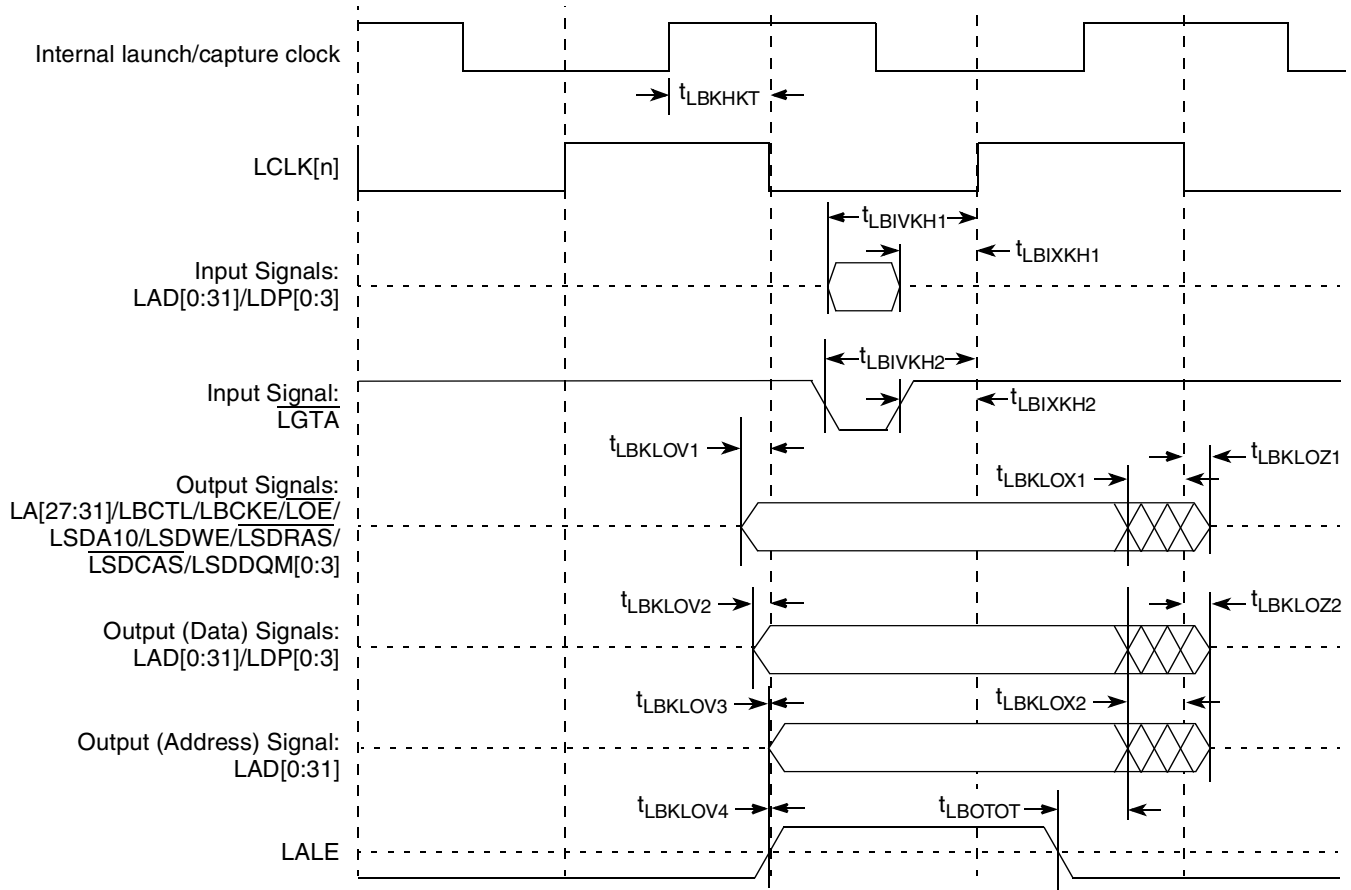 Internal launch/capture clock
tLBKHKT
LCLK[n]
tLBIVKH1
tLBIXKH1
Input Signals:
LAD[0:31]/LDP[0:3]
tLBIVKH2
Input Signal:
LGTA
tLBIXKH2
tLBKLOV1
tLBKLOZ1
tLBKLOX1
Output Signals:
LA[27:31]/LBCTL/LBCKE/LOE/
LSDA10/LSDWE/LSDRAS/
LSDCAS/LSDDQM[0:3]
tLBKLOV2
tLBKLOZ2
Output (Data) Signals:
LAD[0:31]/LDP[0:3]
tLBKLOV3
tLBKLOX2
Output (Address) Signal:
LAD[0:31]
tLBKLOV4
tLBOTOT
LALE